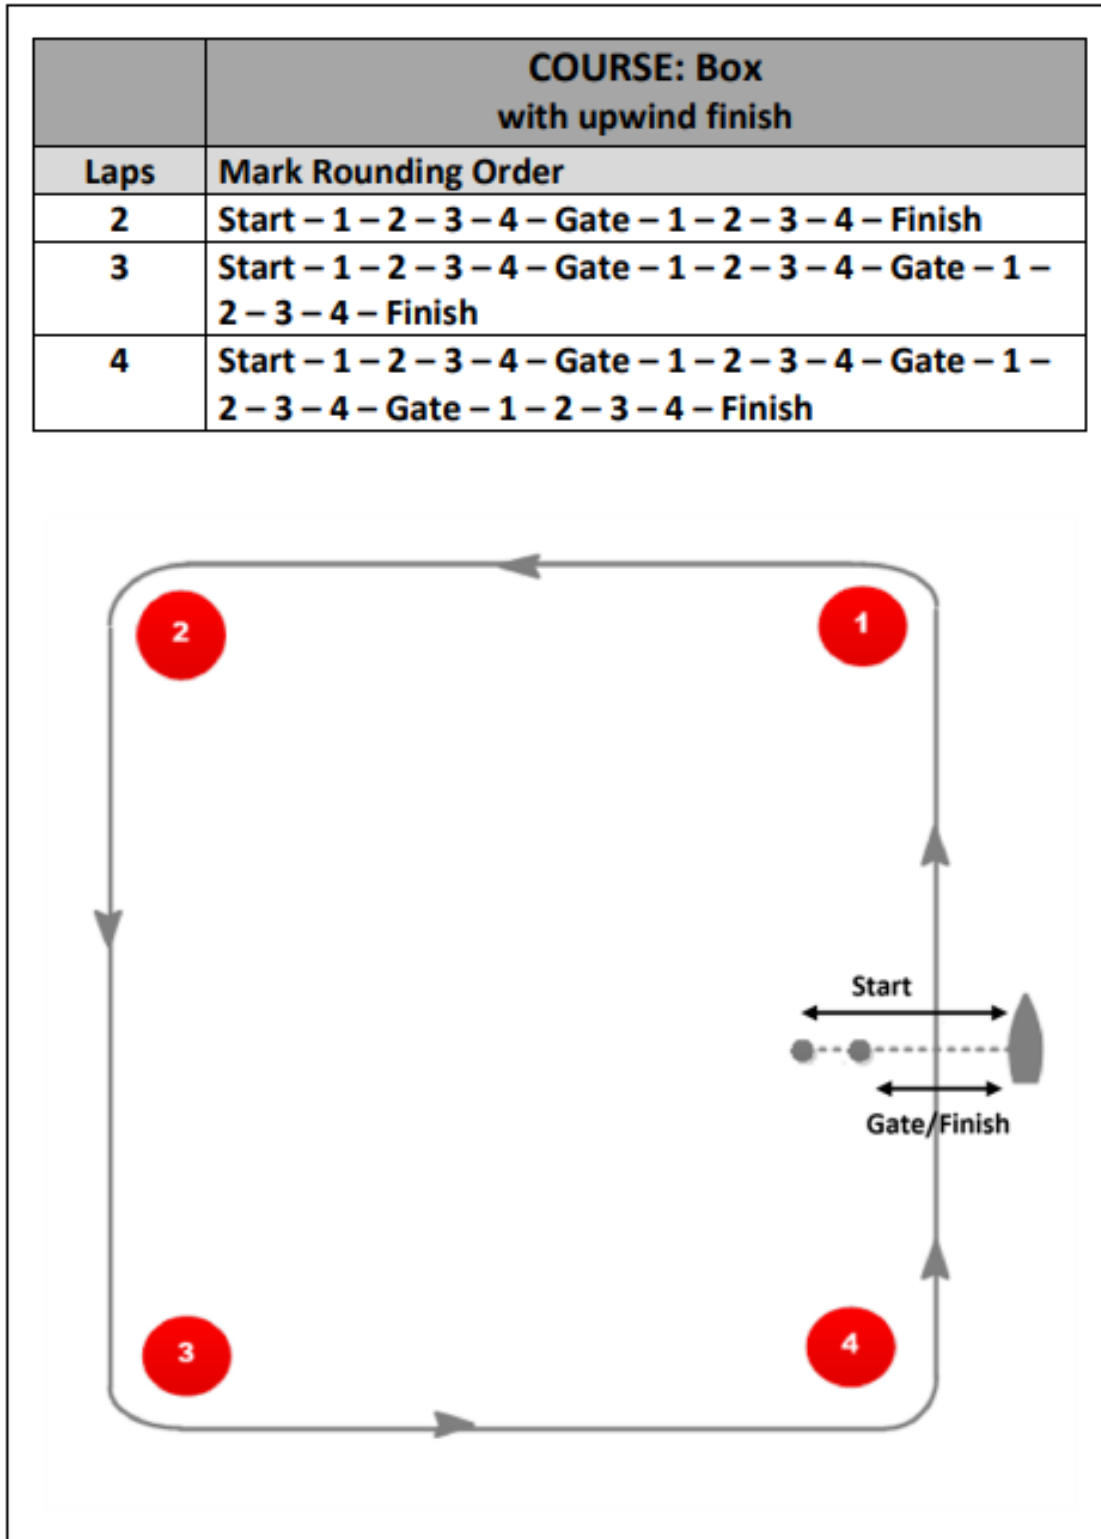 COURSE: Box
with upwind finish
Laps Mark Rounding Order
2 Start – 1 – 2 – 3 – 4 – Gate – 1 – 2 – 3 – 4 – Finish
3 Start – 1 – 2 – 3 – 4 – Gate – 1 – 2 – 3 – 4 – Gate – 1 –
2 – 3 – 4 – Finish
4 Start – 1 – 2 – 3 – 4 – Gate – 1 – 2 – 3 – 4 – Gate – 1 –
2 – 3 – 4 – Gate – 1 – 2 – 3 – 4 – Finish
2
1
Start
Gate/Finish
3
4